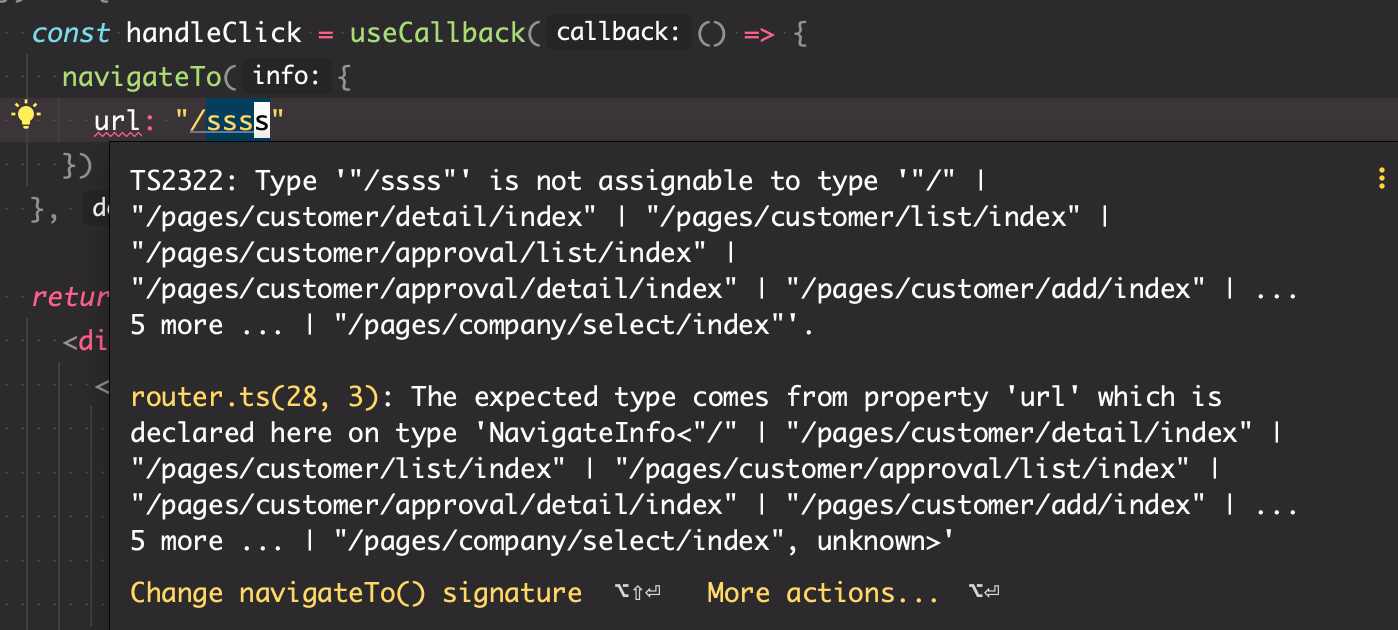 const handleClick = useCallback( callback: () => {
navigateTo( info: {
url: "/ssss"
})
TS2322: Type '"/ssss"' is not assignable to type '"/" |
"/pages/customer/detail/index" | "/pages/customer/list/index" |
"/pages/customer/approval/list/index" |
"/pages/customer/approval/detail/index" | "/pages/customer/add/index" | ...
5 more ... | "/pages/company/select/index"'.
}, de
retur
<di
<
router.ts(28, 3): The expected type comes from property 'url' which is
declared here on type 'NavigateInfo<"/" | "/pages/customer/detail/index" |
"/pages/customer/list/index" | "/pages/customer/approval/list/index" |
"/pages/customer/approval/detail/index" | "/pages/customer/add/index" | ...
5 more ... | "/pages/company/select/index", unknown>'
Change navigateTo() signature ⌥⇧⏎ More actions... ⌥⏎